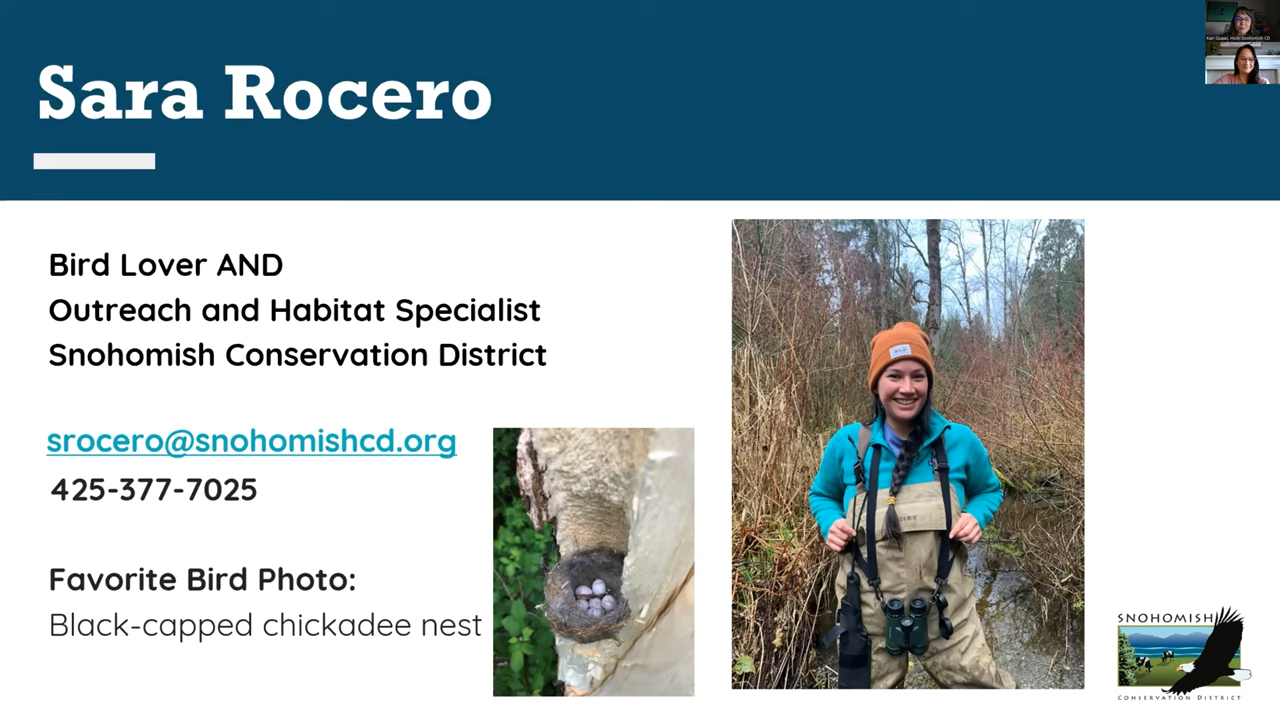 Sara Rocero
Bird Lover AND
Outreach and Habitat Specialist
Snohomish Conservation District
srocero@snohomishcd.org
425-377-7025
Favorite Bird Photo:
Black-capped chickadee nest
SNOHOMISH
CONSERVATION DISTRICT